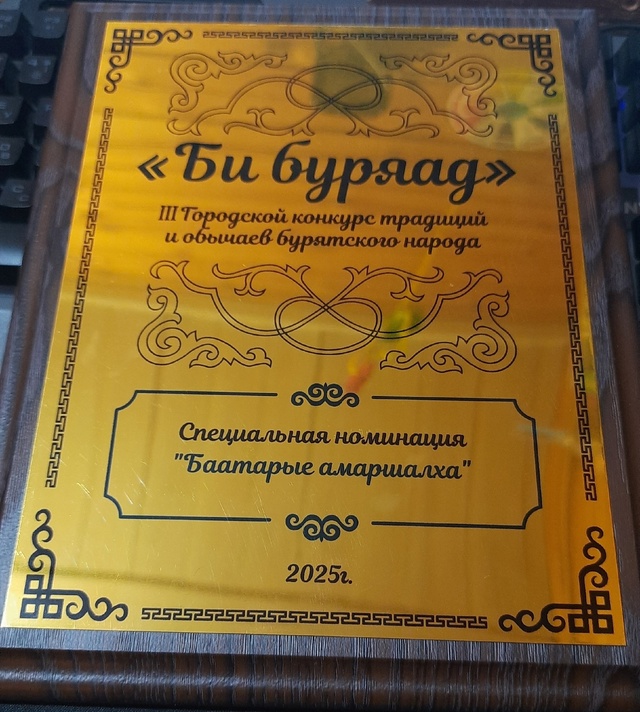 «Би буряад»
III Городской конкурс традиций
и обычаев бурятского народа
Специальная номинация
"Баатарые амаршалха"
2025г.